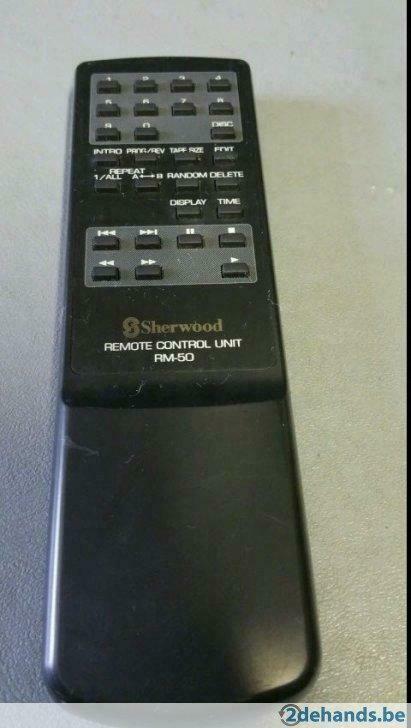 1 2 3 4
5 6 7 8
9 0 DISC
INTRO PROG/REV TAPE SIZE EDIT
REPEAT
1/ALL A↔B RANDOM DELETE
DISPLAY TIME
Sherwood
REMOTE CONTROL UNIT
RM-50
2dehands.be